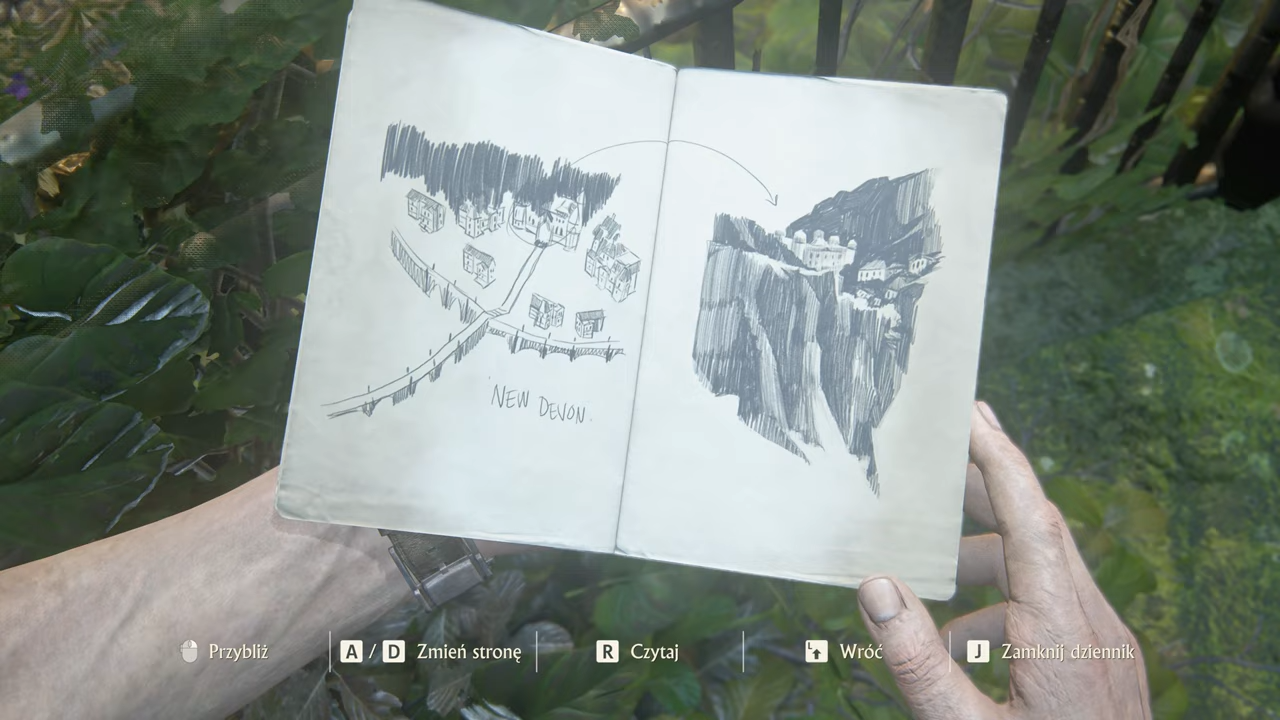 NEW DEVON.
Przybliż
A / D Zmień stronę
R Czytaj
L Wróć
J Zamknij dziennik